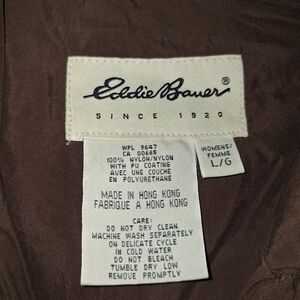 Eddie Bauer®
SINCE 1920
WOMENS/
FEMME
L/G
WPL 9647
CA 00665
100% NYLON/NYLON
WITH PU COATING
AVEC UNE COUCHE
EN POLYURETHANE
MADE IN HONG KONG
FABRIQUE A HONG KONG
CARE:
DO NOT DRY CLEAN
MACHINE WASH SEPARATELY
ON DELICATE CYCLE
IN COLD WATER
DO NOT BLEACH
TUMBLE DRY LOW
REMOVE PROMPTLY